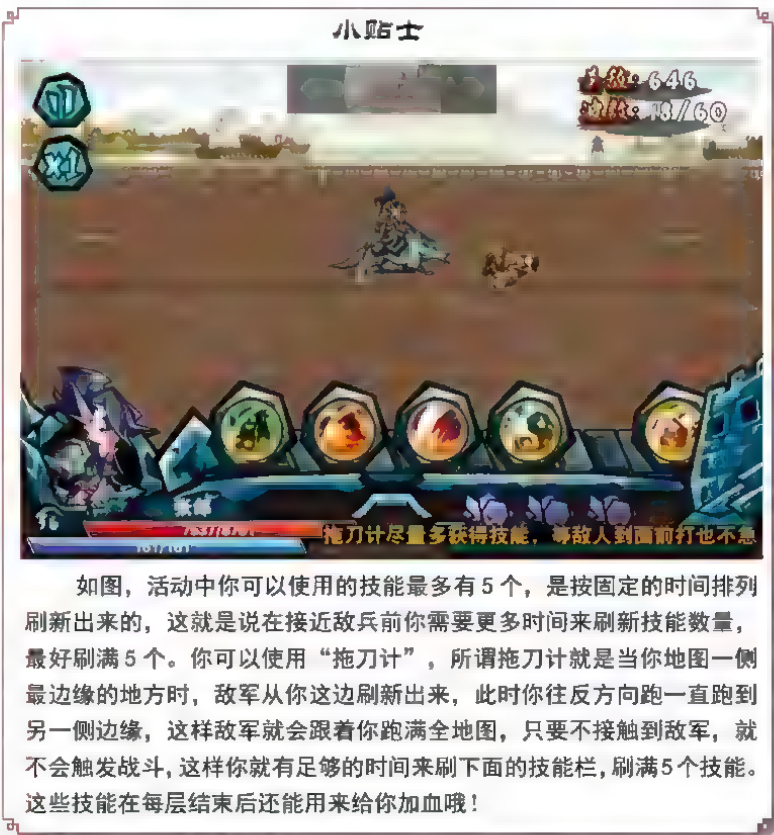 小贴士
646
18/60
×1
161/161
拖刀计尽量多获得技能，等敌人到面前打也不急
如图，活动中你可以使用的技能最多有5个，是按固定的时间排列
刷新出来的，这就是说在接近敌兵前你需要更多时间来刷新技能数量，
最好刷满5个。你可以使用“拖刀计”，所谓拖刀计就是当你地图一侧
最边缘的地方时，敌军从你这边刷新出来，此时你往反方向跑一直跑到
另一侧边缘，这样敌军就会跟着你跑满全地图，只要不接触到敌军，就
不会触发战斗，这样你就有足够的时间来刷下面的技能栏，刷满5个技能。
这些技能在每层结束后还能用来给你加血哦！